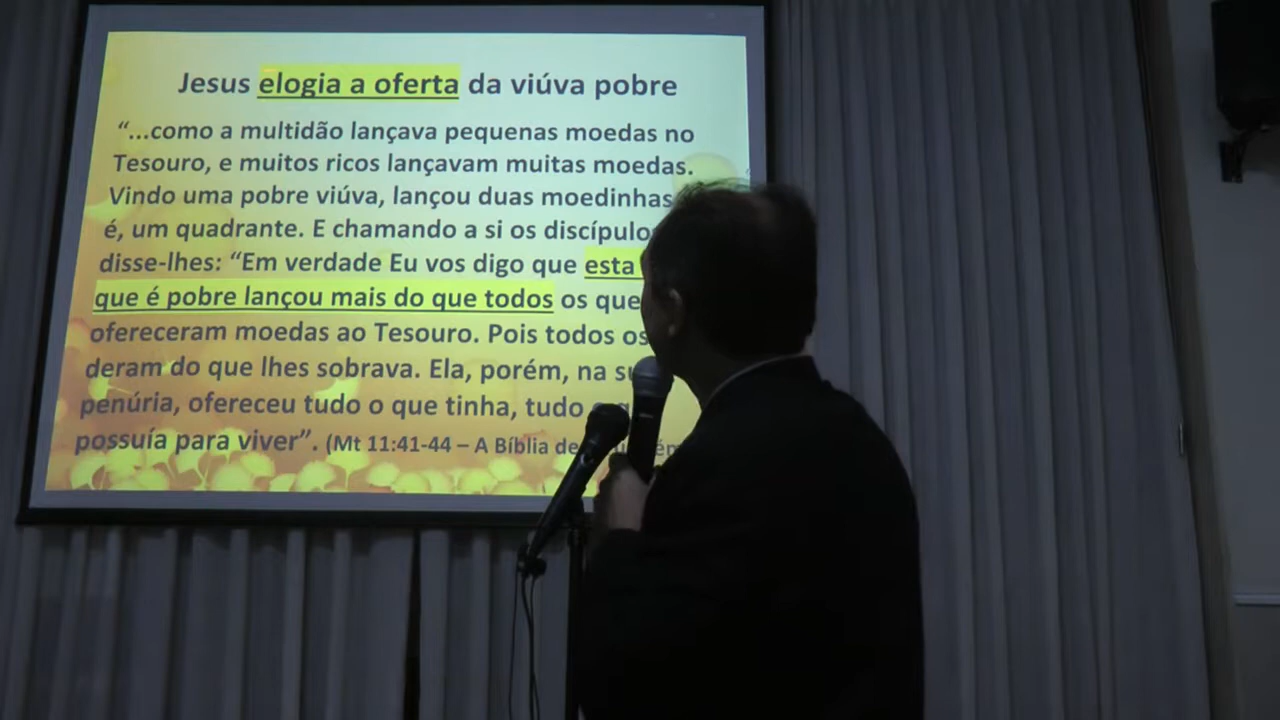 Jesus elogia a oferta da viúva pobre
“...como a multidão lançava pequenas moedas no
Tesouro, e muitos ricos lançavam muitas moedas.
Vindo uma pobre viúva, lançou duas moedinhas
é, um quadrante. E chamando a si os discípulos
disse-lhes: “Em verdade Eu vos digo que esta
que é pobre lançou mais do que todos os que
ofereceram moedas ao Tesouro. Pois todos os
deram do que lhes sobrava. Ela, porém, na
penúria, ofereceu tudo o que tinha, tudo
possuía para viver”. (Mt 11:41-44 – A Bíblia de